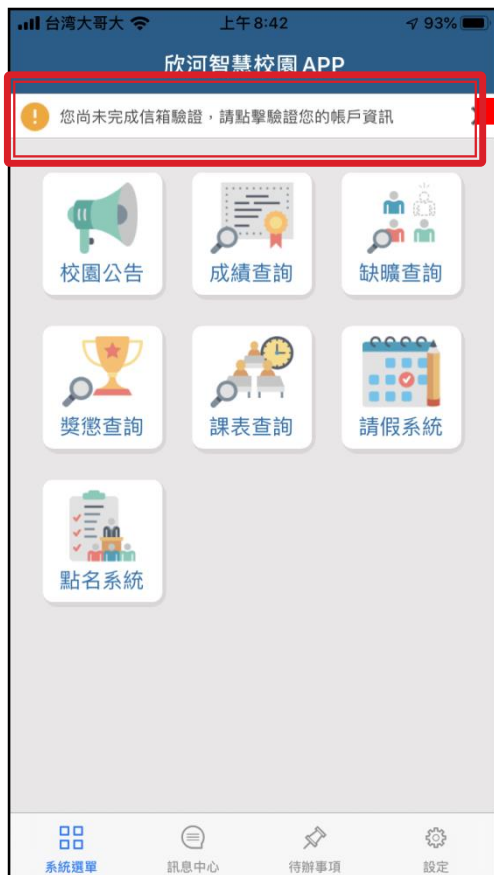 台湾大哥大 上午8:42 93%
欣河智慧校園 APP
您尚未完成信箱驗證，請點擊驗證您的帳戶資訊
校園公告 成績查詢 缺曠查詢
獎懲查詢 課表查詢 請假系統
點名系統
系統選單 訊息中心 待辦事項 設定